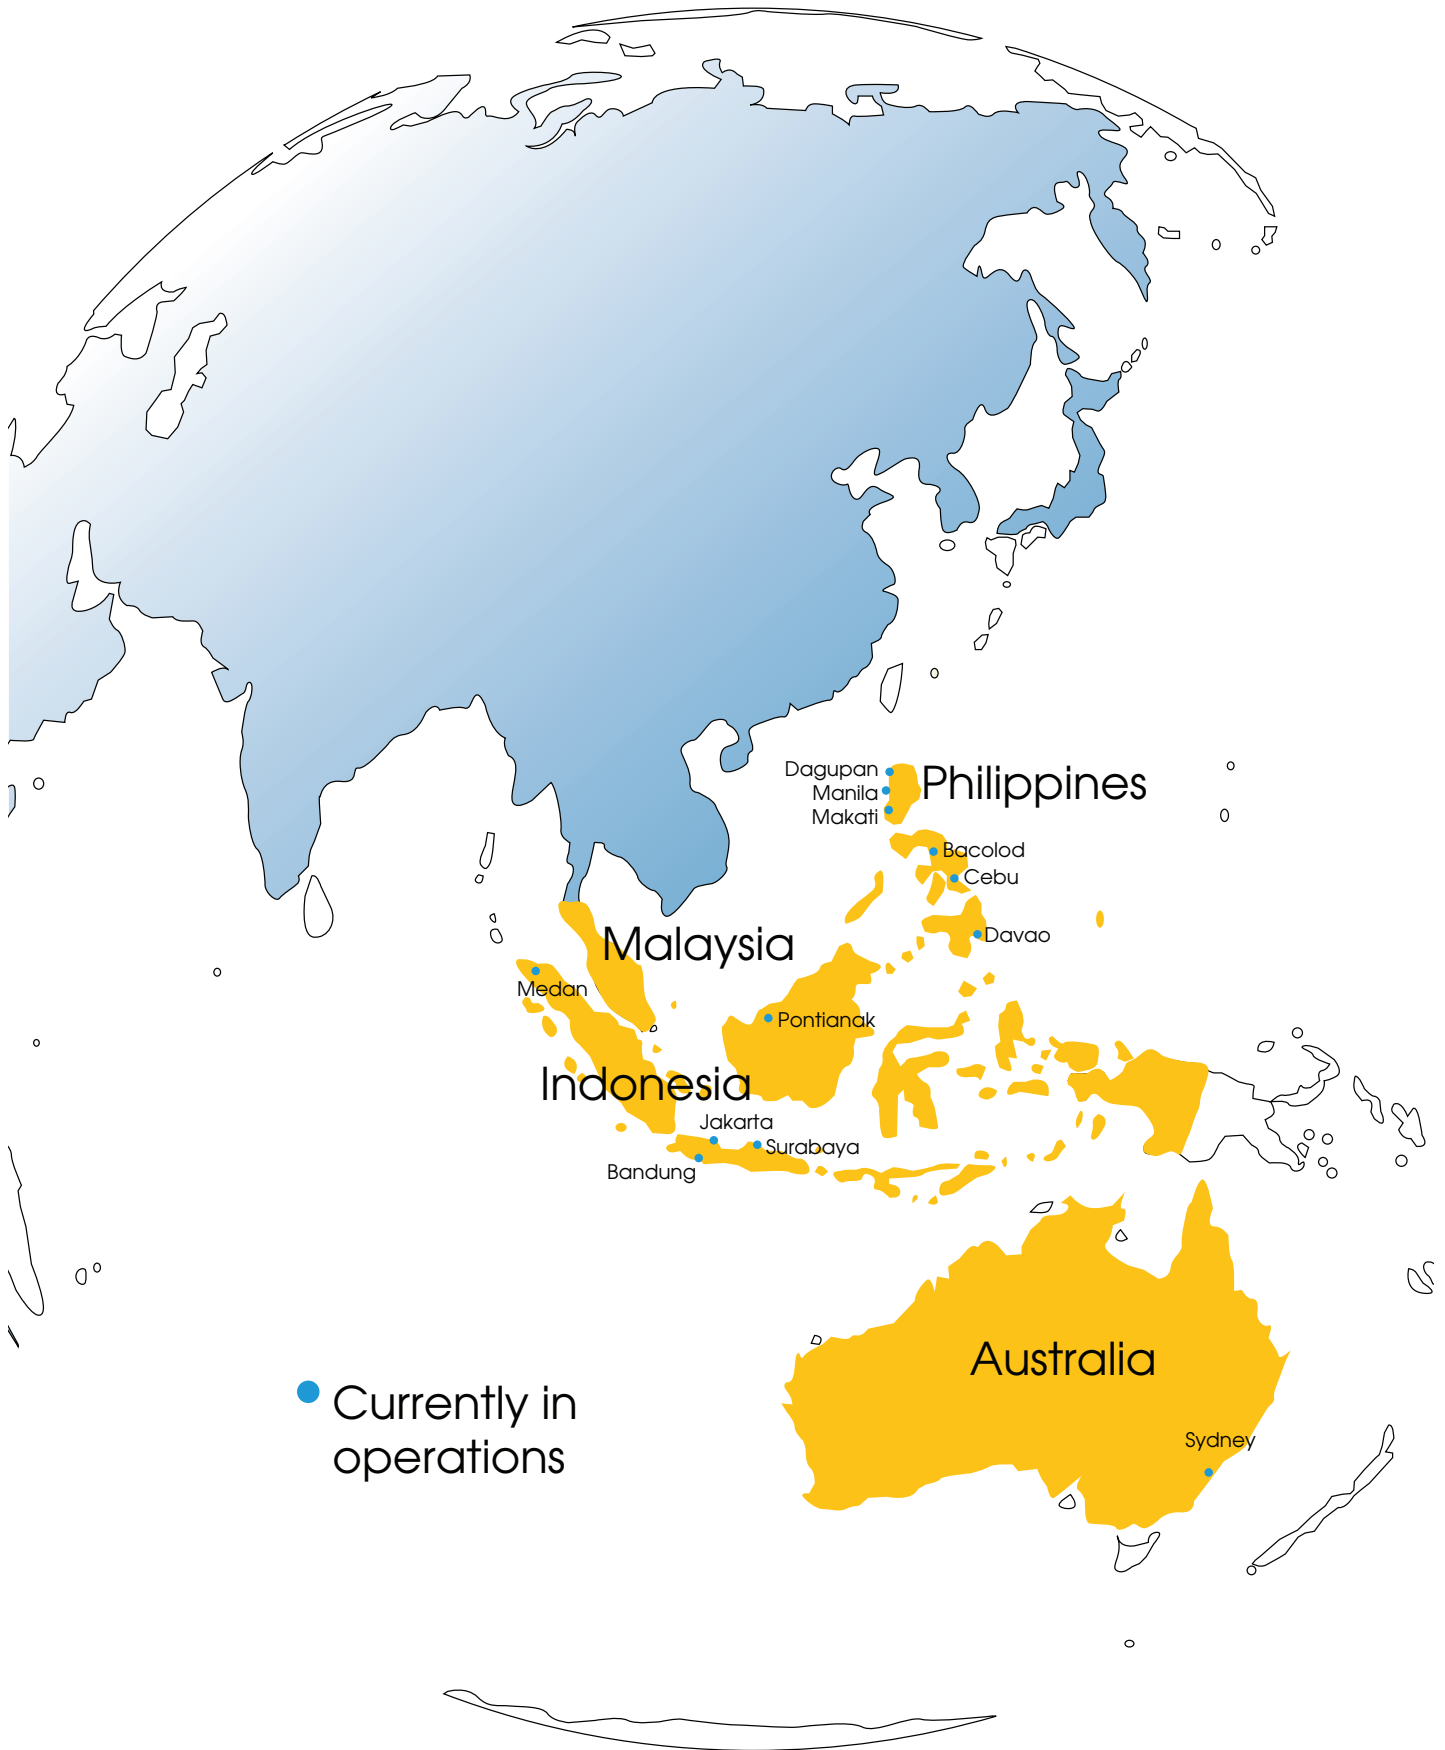 Dagupan
Philippines
Manila
Makati
Bacolod
Cebu
Davao
Malaysia
Medan
Pontianak
Indonesia
Jakarta
Surabaya
Bandung
Australia
Currently in
operations
Sydney